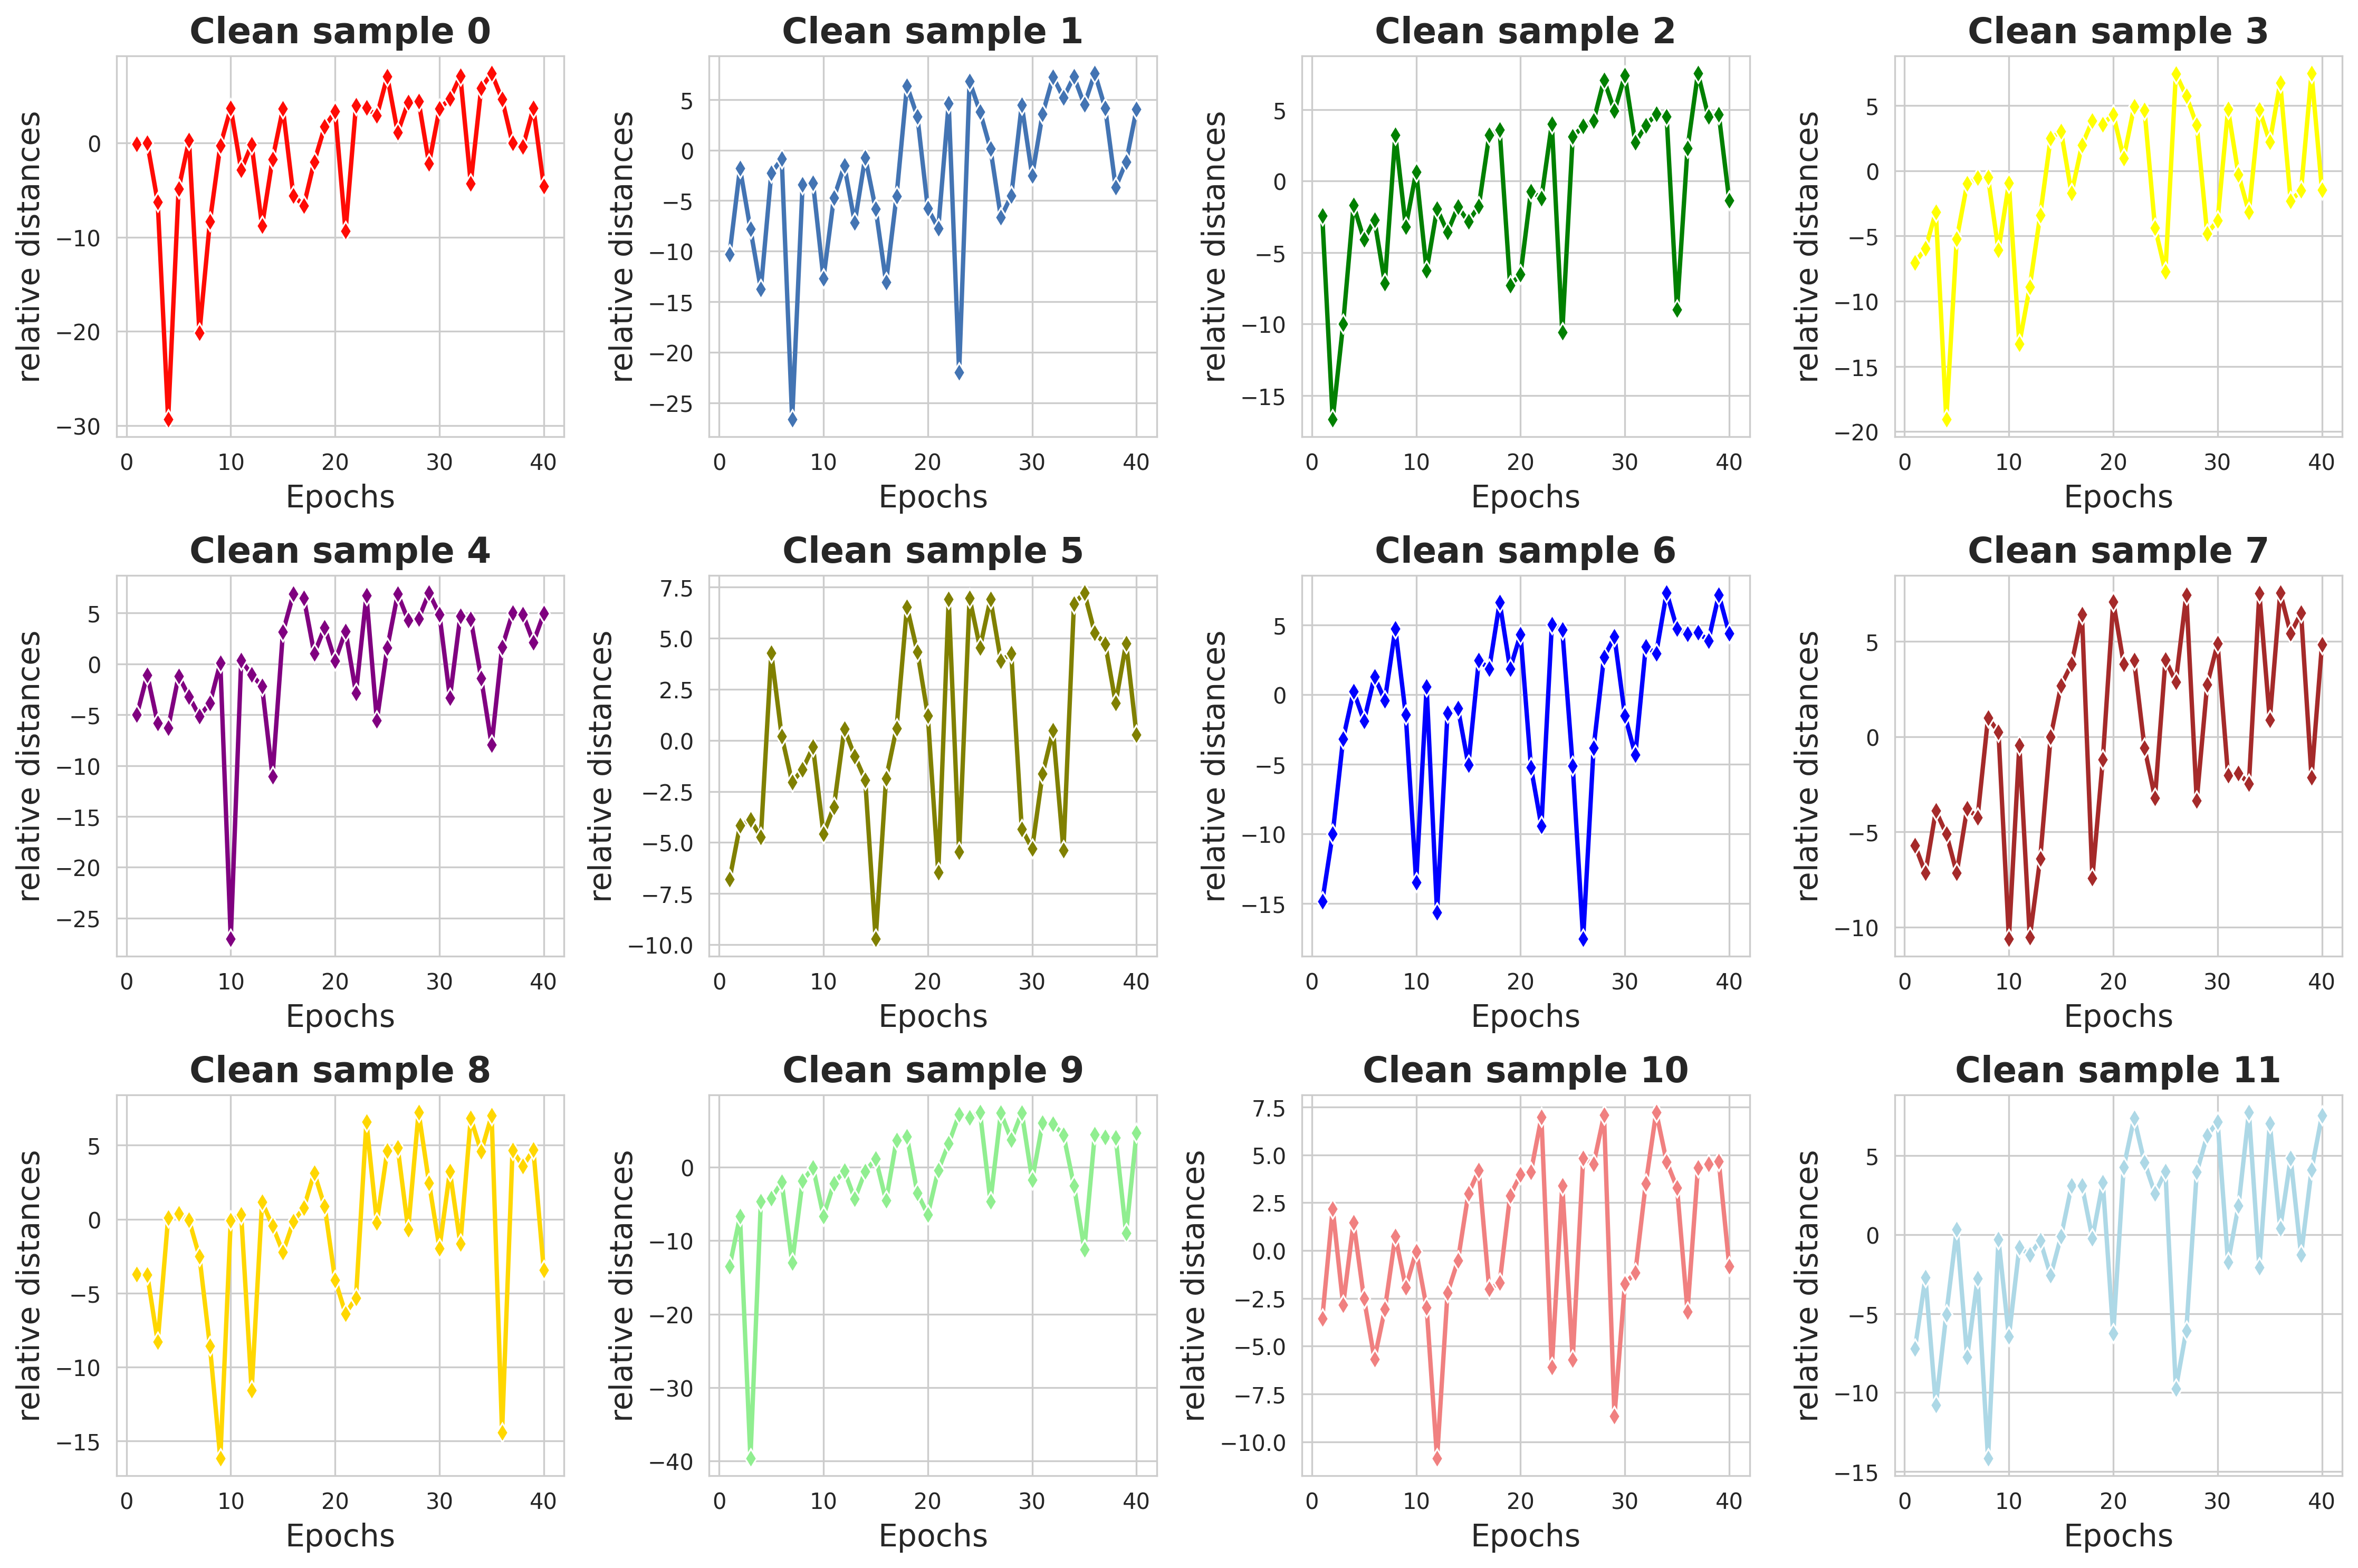 Clean sample 0
relative distances
0
−10
−20
−30
0 10 20 30 40
Epochs
Clean sample 1
relative distances
5
0
−5
−10
−15
−20
−25
0 10 20 30 40
Epochs
Clean sample 2
relative distances
5
0
−5
−10
−15
0 10 20 30 40
Epochs
Clean sample 3
relative distances
5
0
−5
−10
−15
−20
0 10 20 30 40
Epochs
Clean sample 4
relative distances
5
0
−5
−10
−15
−20
−25
0 10 20 30 40
Epochs
Clean sample 5
relative distances
7.5
5.0
2.5
0.0
−2.5
−5.0
−7.5
−10.0
0 10 20 30 40
Epochs
Clean sample 6
relative distances
5
0
−5
−10
−15
0 10 20 30 40
Epochs
Clean sample 7
relative distances
5
0
−5
−10
0 10 20 30 40
Epochs
Clean sample 8
relative distances
5
0
−5
−10
−15
0 10 20 30 40
Epochs
Clean sample 9
relative distances
0
−10
−20
−30
−40
0 10 20 30 40
Epochs
Clean sample 10
relative distances
7.5
5.0
2.5
0.0
−2.5
−5.0
−7.5
−10.0
0 10 20 30 40
Epochs
Clean sample 11
relative distances
5
0
−5
−10
−15
0 10 20 30 40
Epochs